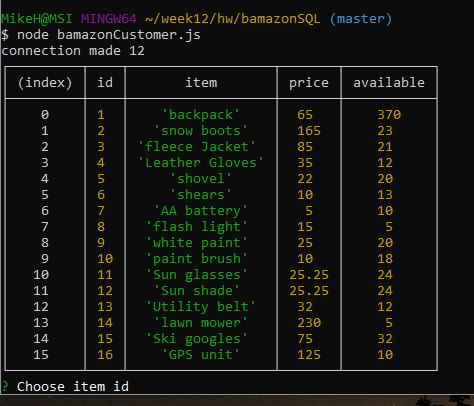 MikeH@MSI MINGW64 ~/week12/hw/bamazonSQL (master)
$ node bamazonCustomer.js
connection made 12
(index) id item price available
0 1 'backpack' 65 370
1 2 'snow boots' 165 23
2 3 'fleece Jacket' 85 21
3 4 'Leather Gloves' 35 12
4 5 'shovel' 22 20
5 6 'shears' 10 13
6 7 'AA battery' 5 10
7 8 'flash light' 15 5
8 9 'white paint' 25 20
9 10 'paint brush' 10 18
10 11 'Sun glasses' 25.25 24
11 12 'Sun shade' 25.25 24
12 13 'Utility belt' 32 12
13 14 'lawn mower' 230 5
14 15 'Ski googles' 75 32
15 16 'GPS unit' 125 10
? Choose item id